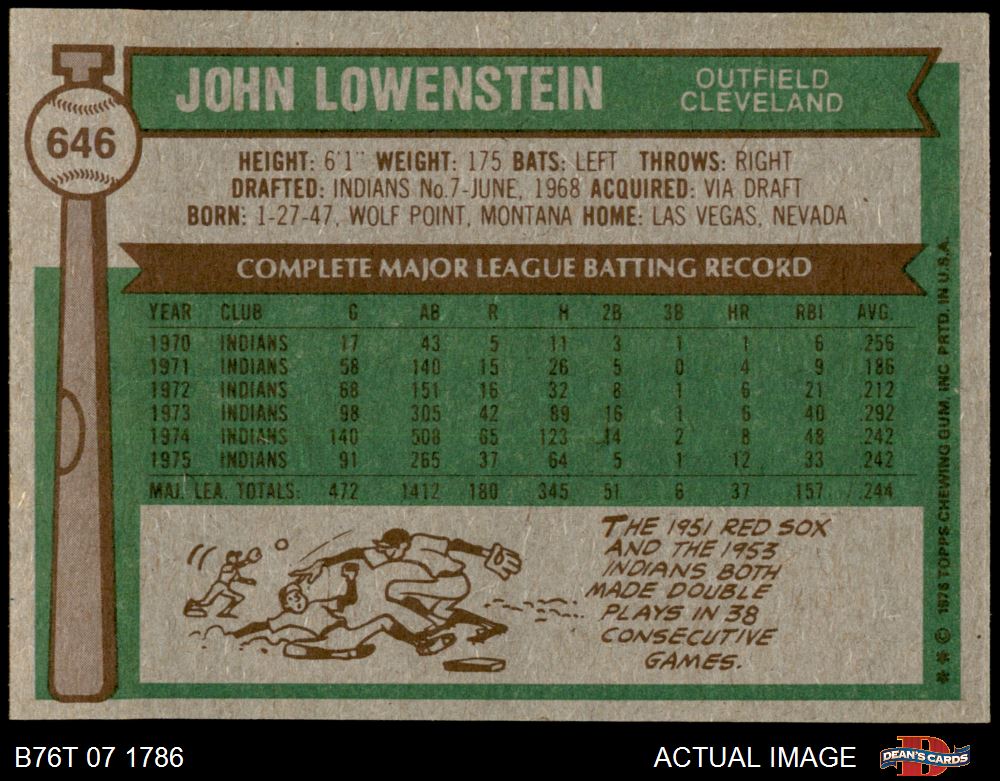 646
JOHN LOWENSTEIN
OUTFIELD
CLEVELAND
HEIGHT: 6'1" WEIGHT: 175 BATS: LEFT THROWS: RIGHT
DRAFTED: INDIANS No.7-JUNE, 1968 ACQUIRED: VIA DRAFT
BORN: 1-27-47, WOLF POINT, MONTANA HOME: LAS VEGAS, NEVADA
COMPLETE MAJOR LEAGUE BATTING RECORD
YEAR CLUB G AB R H 2B 3B HR RBI AVG.
1970 INDIANS 17 43 5 11 3 1 1 6 .256
1971 INDIANS 58 140 15 26 5 0 4 9 .186
1972 INDIANS 68 151 16 32 8 1 6 21 .212
1973 INDIANS 98 305 42 89 16 1 6 40 .292
1974 INDIANS 140 508 65 123 14 2 8 48 .242
1975 INDIANS 91 265 37 64 5 1 12 33 .242
MAJ. LEA. TOTALS: 472 1412 180 345 51 6 37 157 .244
THE 1951 RED SOX
AND THE 1953
INDIANS BOTH
MADE DOUBLE
PLAYS IN 38
CONSECUTIVE
GAMES.
** © 1976 TOPPS CHEWING GUM, INC PRTD. IN U.S.A.
B76T 07 1786
ACTUAL IMAGE
DEAN'S CARDS